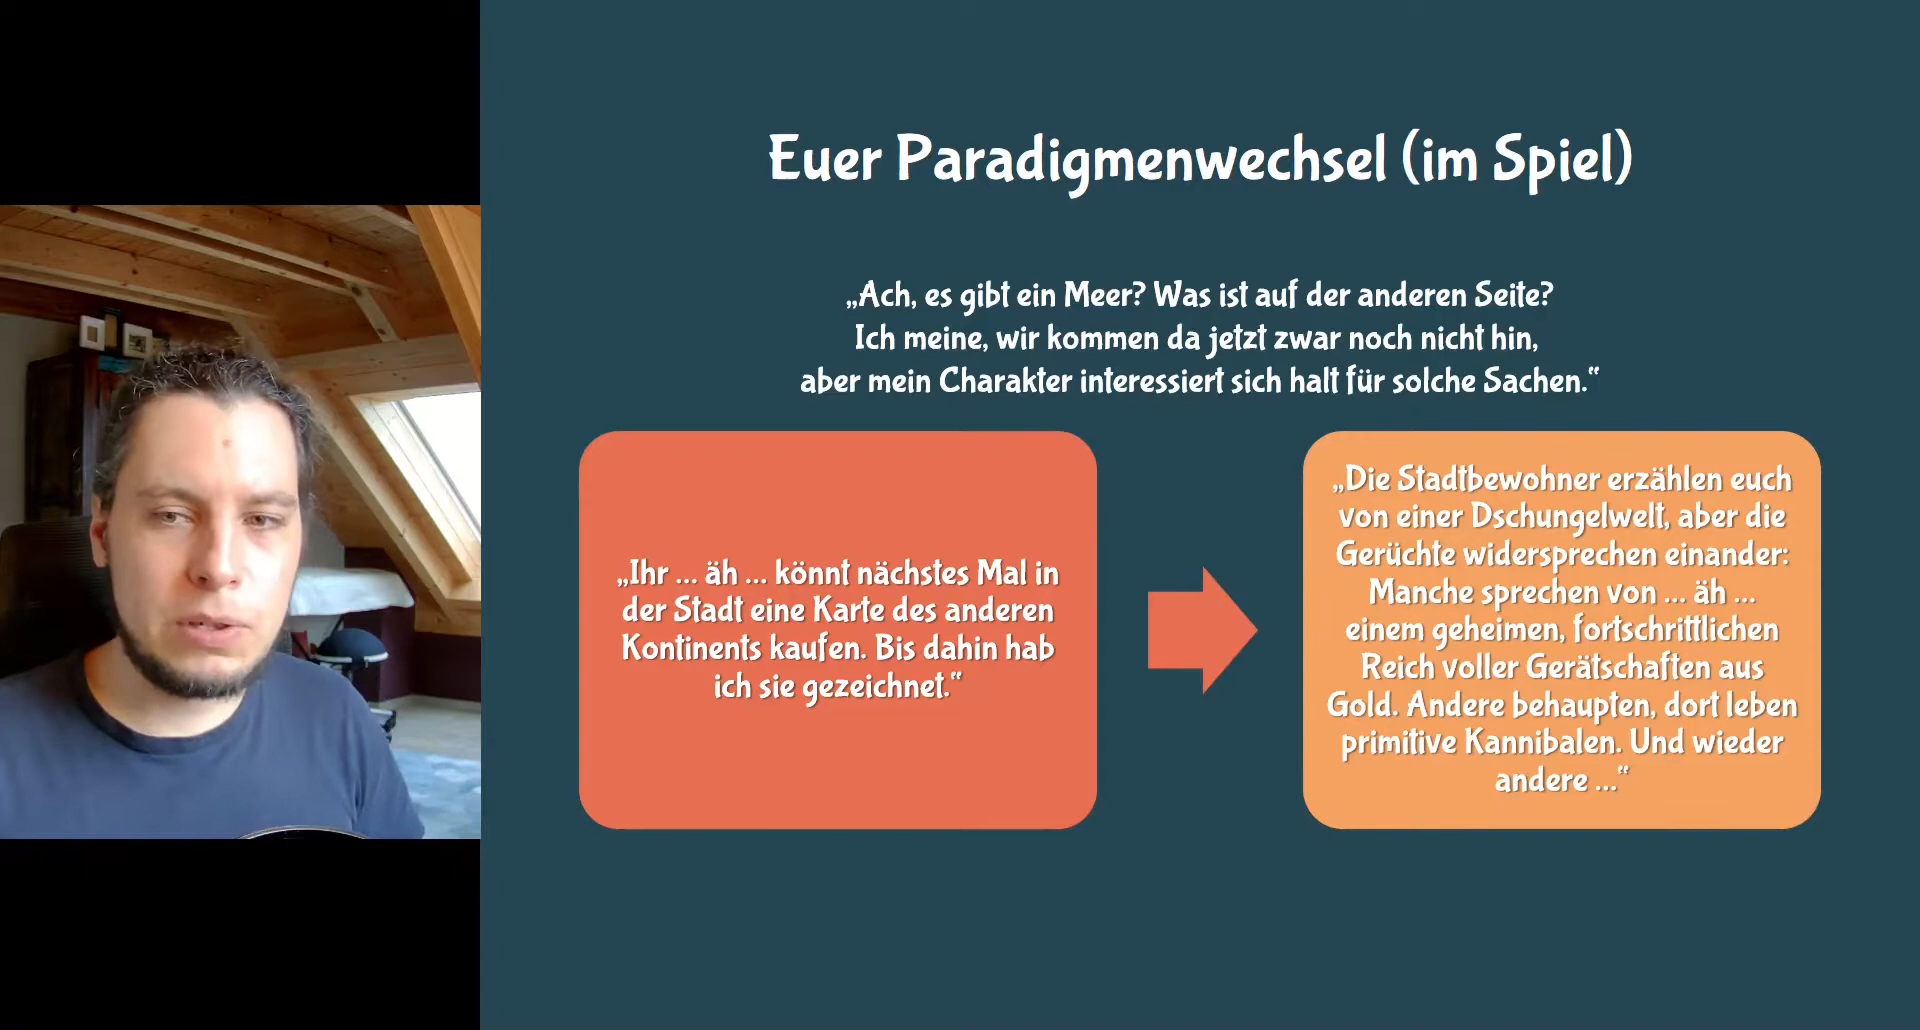 Euer Paradigmenwechsel (im Spiel)
„Ach, es gibt ein Meer? Was ist auf der anderen Seite?
Ich meine, wir kommen da jetzt zwar noch nicht hin,
aber mein Charakter interessiert sich halt für solche Sachen.“
„Ihr … äh … könnt nächstes Mal in
der Stadt eine Karte des anderen
Kontinents kaufen. Bis dahin hab
ich sie gezeichnet.“
„Die Stadtbewohner erzählen euch
von einer Dschungelwelt, aber die
Gerüchte widersprechen einander:
Manche sprechen von … äh …
einem geheimen, fortschrittlichen
Reich voller Gerätschaften aus
Gold. Andere behaupten, dort leben
primitive Kannibalen. Und wieder
andere …“